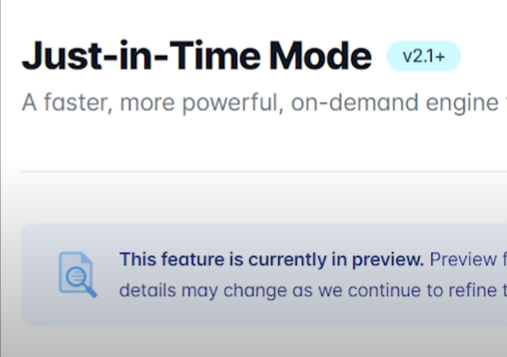 Just-in-Time Mode v2.1+
A faster, more powerful, on-demand engine
This feature is currently in preview. Preview f
details may change as we continue to refine t